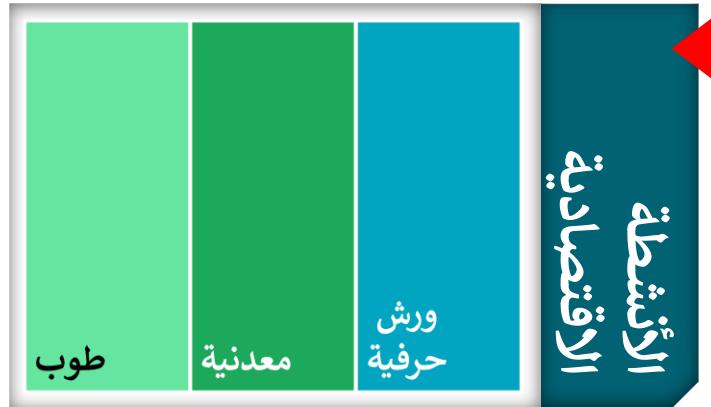 الأنشطة
الاقتصادية
ورش
حرفية
معدنية
طوب